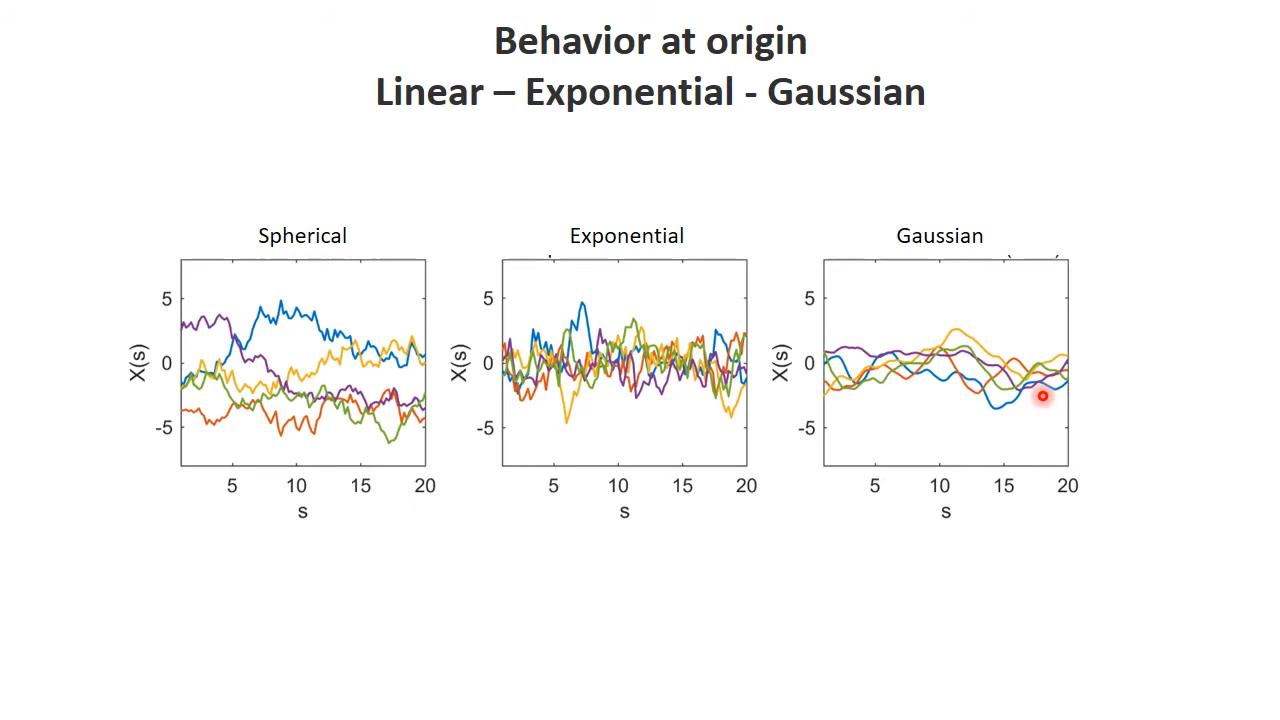 Behavior at origin
Linear – Exponential - Gaussian
Spherical
5
0
-5
X(s)
5 10 15 20
s
Exponential
5
0
-5
X(s)
5 10 15 20
s
Gaussian
5
0
-5
X(s)
5 10 15 20
s